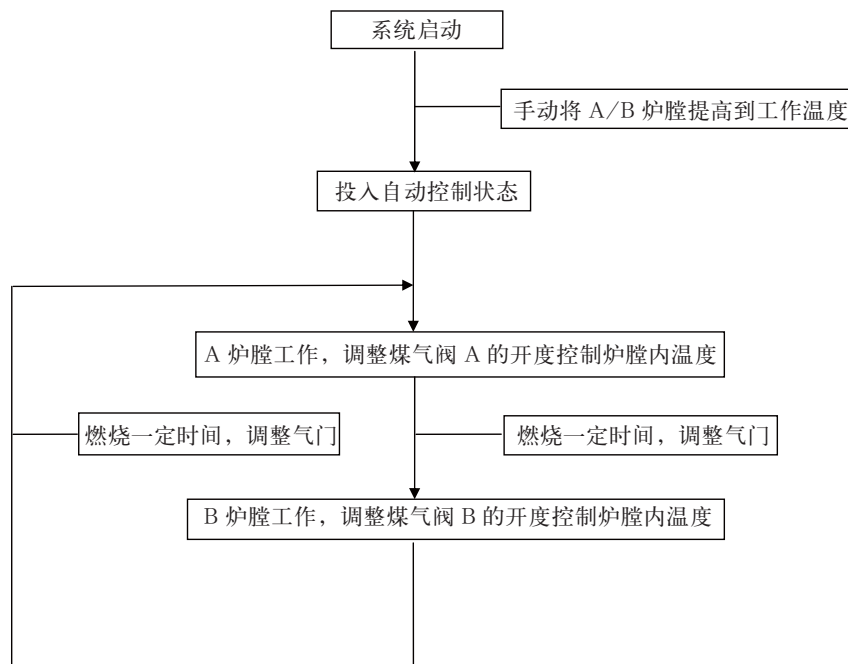 系统启动
手动将 A/B 炉膛提高到工作温度
投入自动控制状态
A 炉膛工作，调整煤气阀 A 的开度控制炉膛内温度
燃烧一定时间，调整气门
燃烧一定时间，调整气门
B 炉膛工作，调整煤气阀 B 的开度控制炉膛内温度